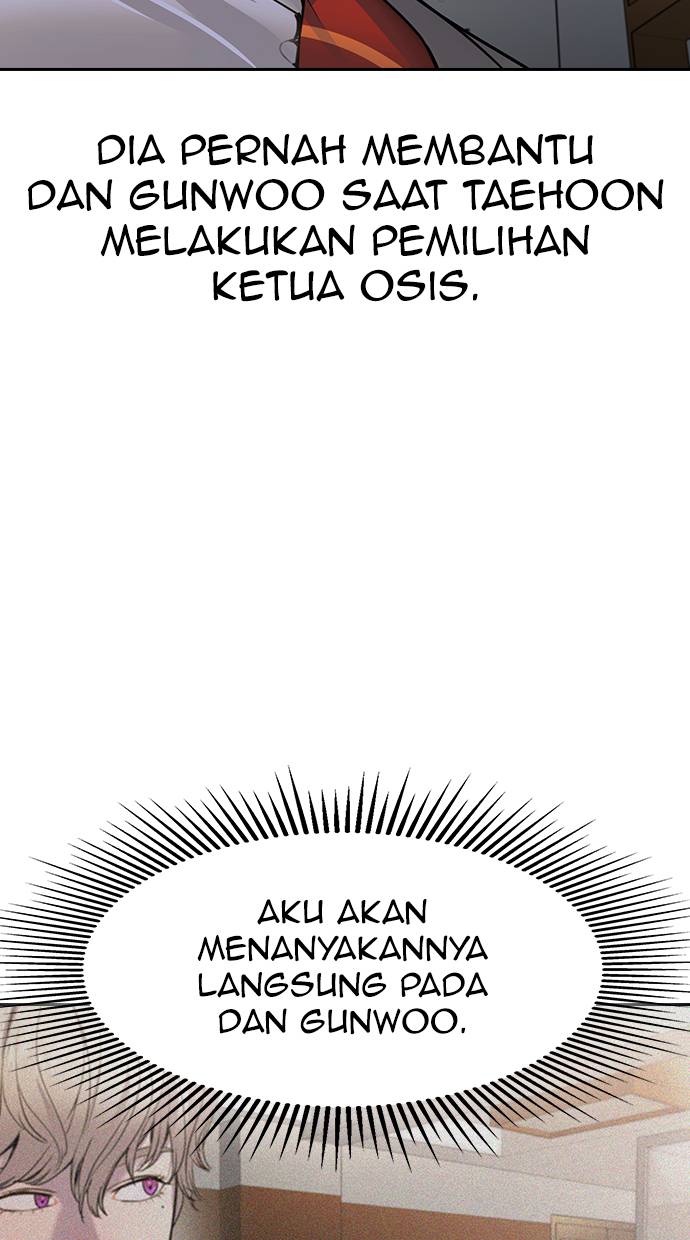 DIA PERNAH MEMBANTU
DAN GUNWOO SAAT TAEHOON
MELAKUKAN PEMILIHAN
KETUA OSIS.
AKU AKAN
MENANYAKANNYA
LANGSUNG PADA
DAN GUNWOO.